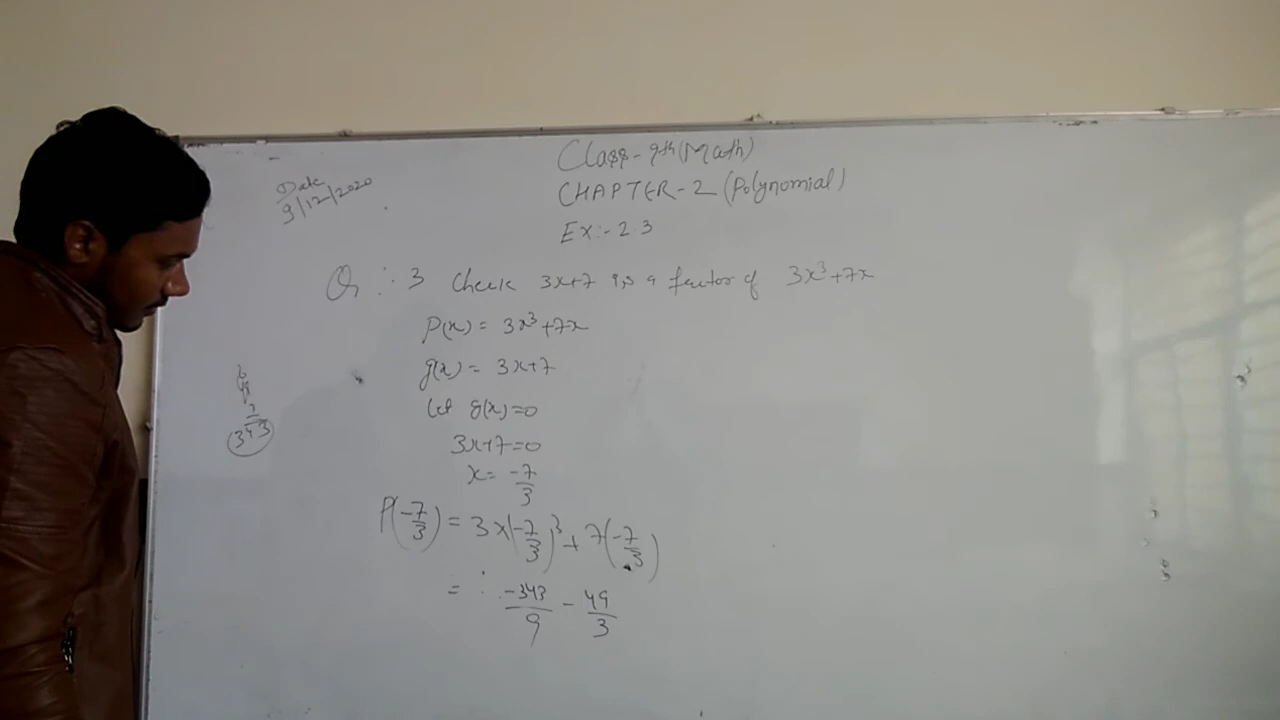 Date
9/12/2020
Class - 9th (Math)
CHAPTER - 2 (Polynomial)
Ex:- 2.3
Q ∴ 3 Check 3x+7 is a factor of 3x³+7x
P(x) = 3x³+7x
g(x) = 3x+7
Let g(x)=0
3x+7=0
x = -7/3
P(-7/3) = 3×(-7/3)³ + 7(-7/3)
= -343/9 - 49/3
343